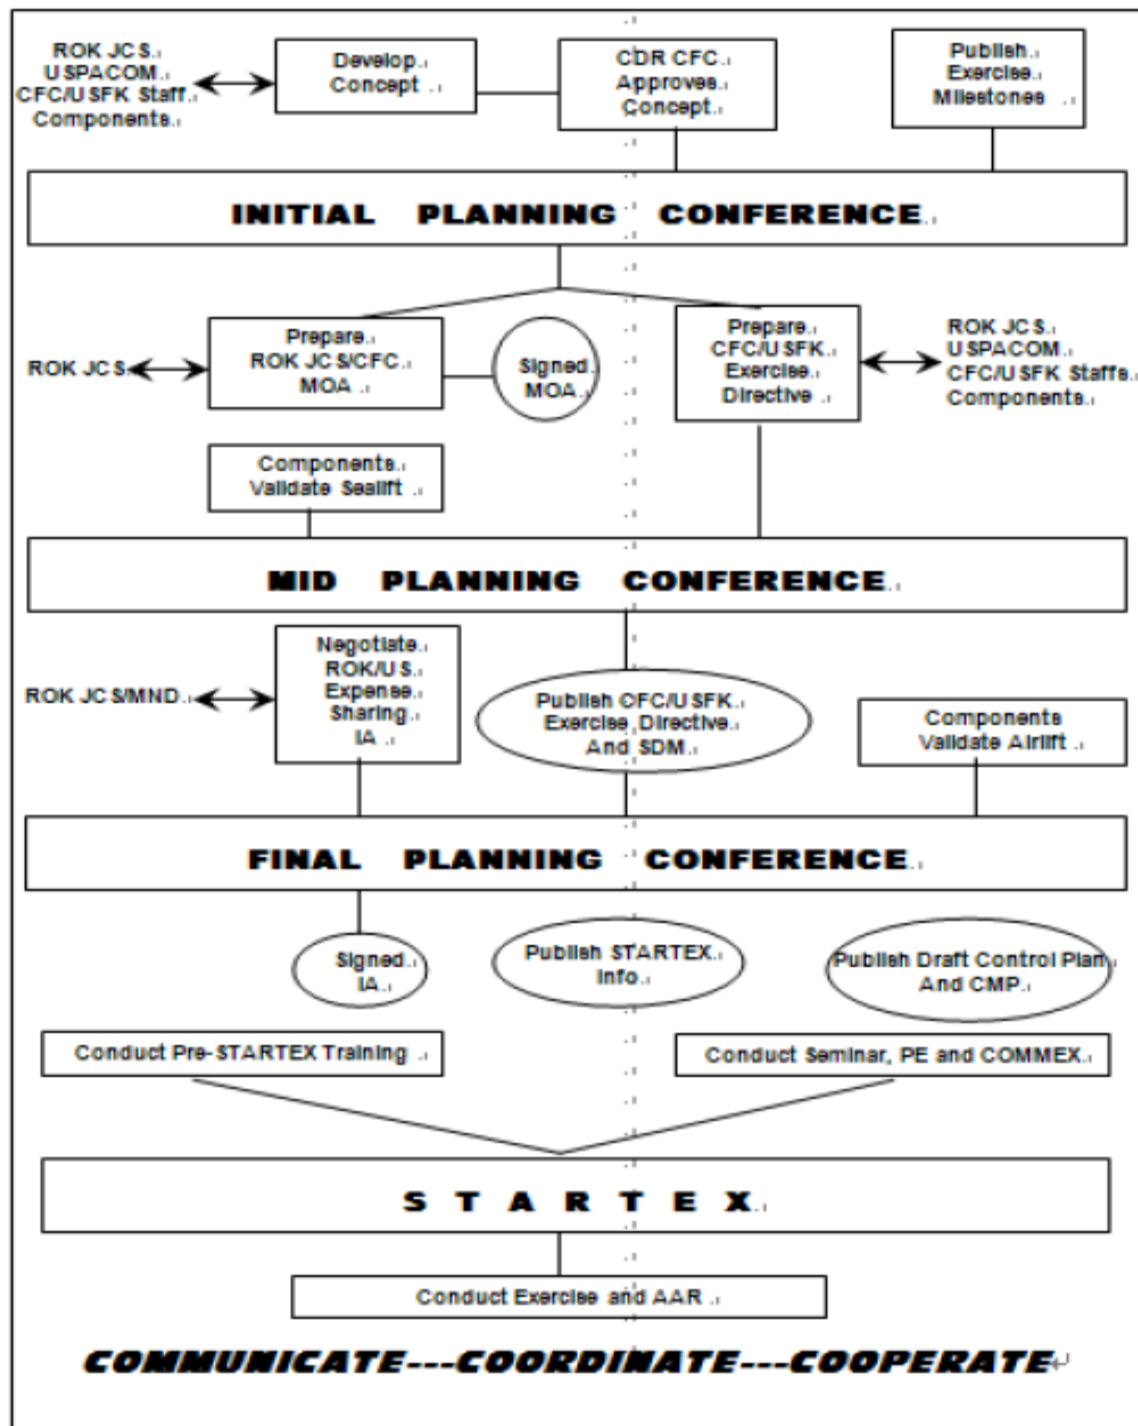 ROK JCS
USPACOM
CFC/USFK Staff
Components
Develop
Concept
CDR CFC
Approves
Concept
Publish
Exercise
Milestones
INITIAL PLANNING CONFERENCE
ROK JCS
Prepare
ROK JCS/CFC
MOA
Signed
MOA
Prepare
CFC/USFK
Exercise
Directive
ROK JCS
USPACOM
CFC/USFK Staffs
Components
Components
Validate Sealift
MID PLANNING CONFERENCE
ROK JCS/MND
Negotiate
ROK/US
Expense
Sharing
IA
Publish CFC/USFK
Exercise Directive
And SDM
Components
Validate Airlift
FINAL PLANNING CONFERENCE
Signed
IA
Publish STARTEX
Info
Publish Draft Control Plan
And CMP
Conduct Pre-STARTEX Training
Conduct Seminar, PE and COMMEX
S T A R T E X
Conduct Exercise and AAR
COMMUNICATE---COORDINATE---COOPERATE